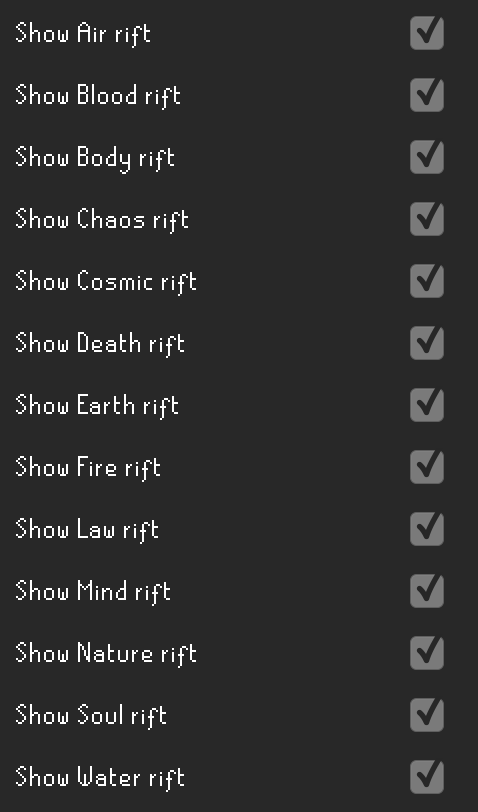 Show Air rift
Show Blood rift
Show Body rift
Show Chaos rift
Show Cosmic rift
Show Death rift
Show Earth rift
Show Fire rift
Show Law rift
Show Mind rift
Show Nature rift
Show Soul rift
Show Water rift